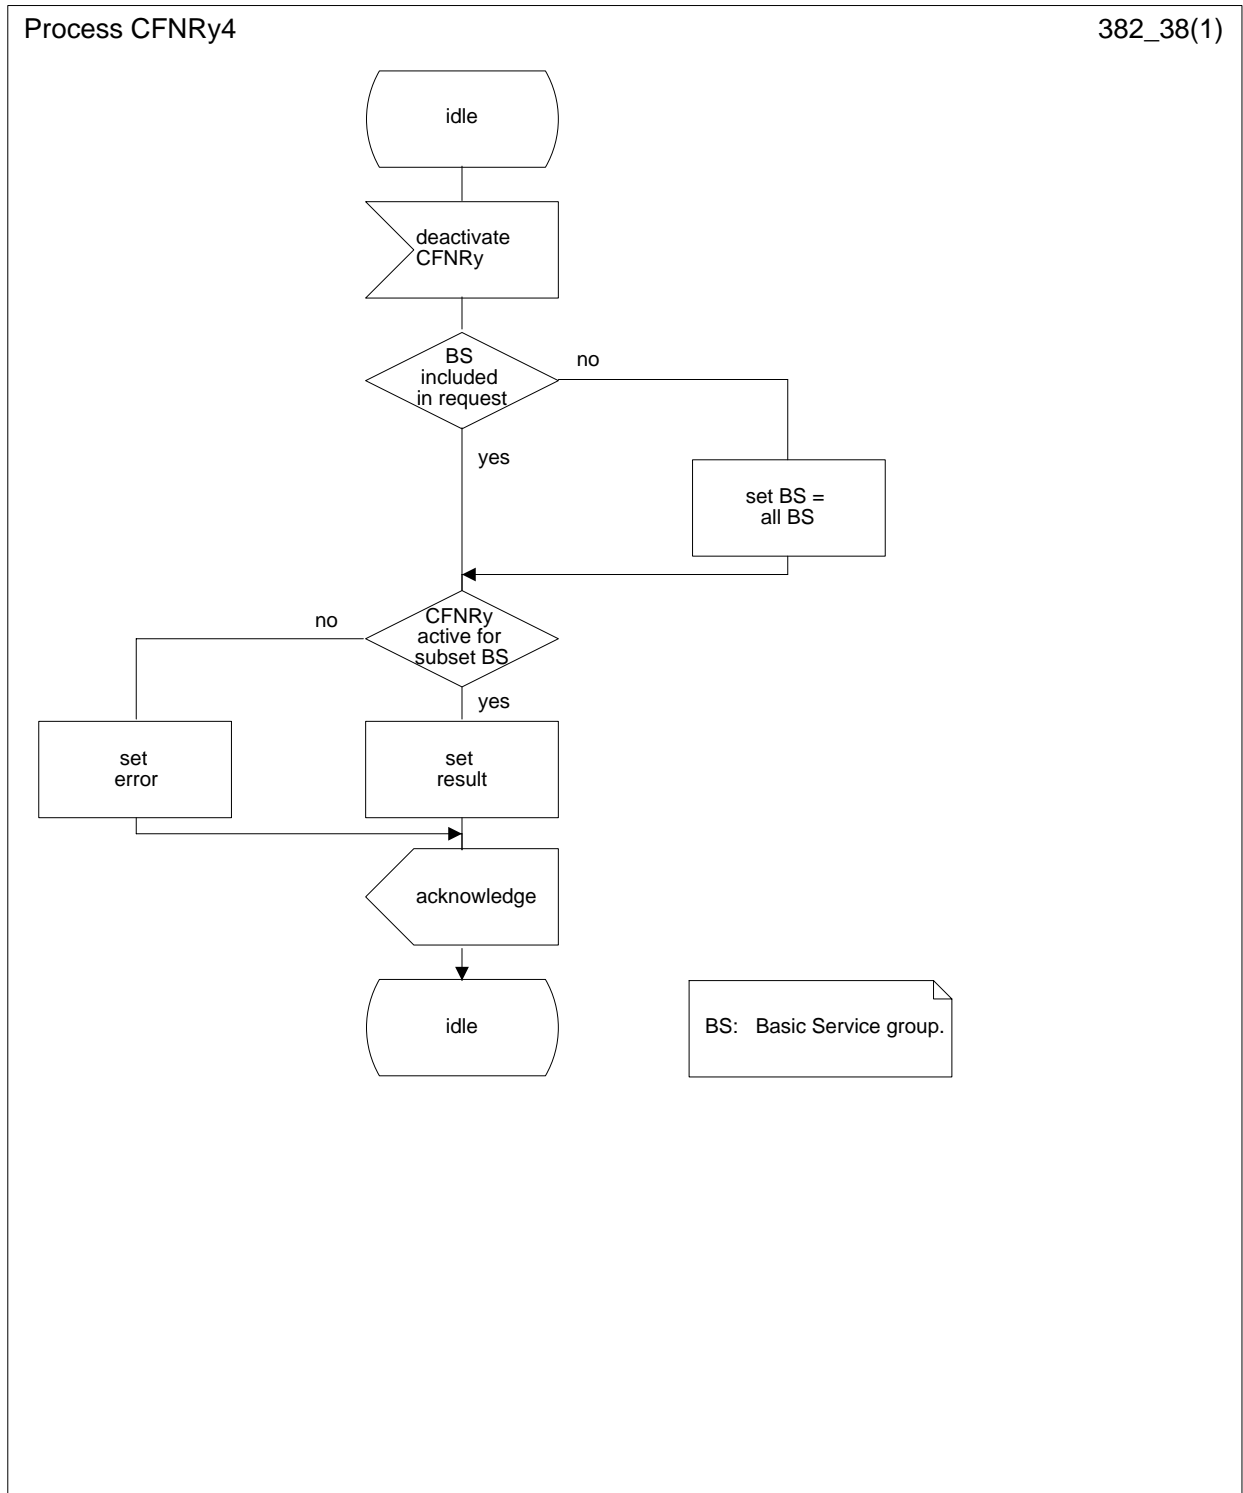 Process CFNRy4
382_38(1)
idle
deactivate
CFNRy
BS
included
in request
no
yes
set BS =
all BS
no
CFNRy
active for
subset BS
yes
set
error
set
result
acknowledge
idle
BS: Basic Service group.